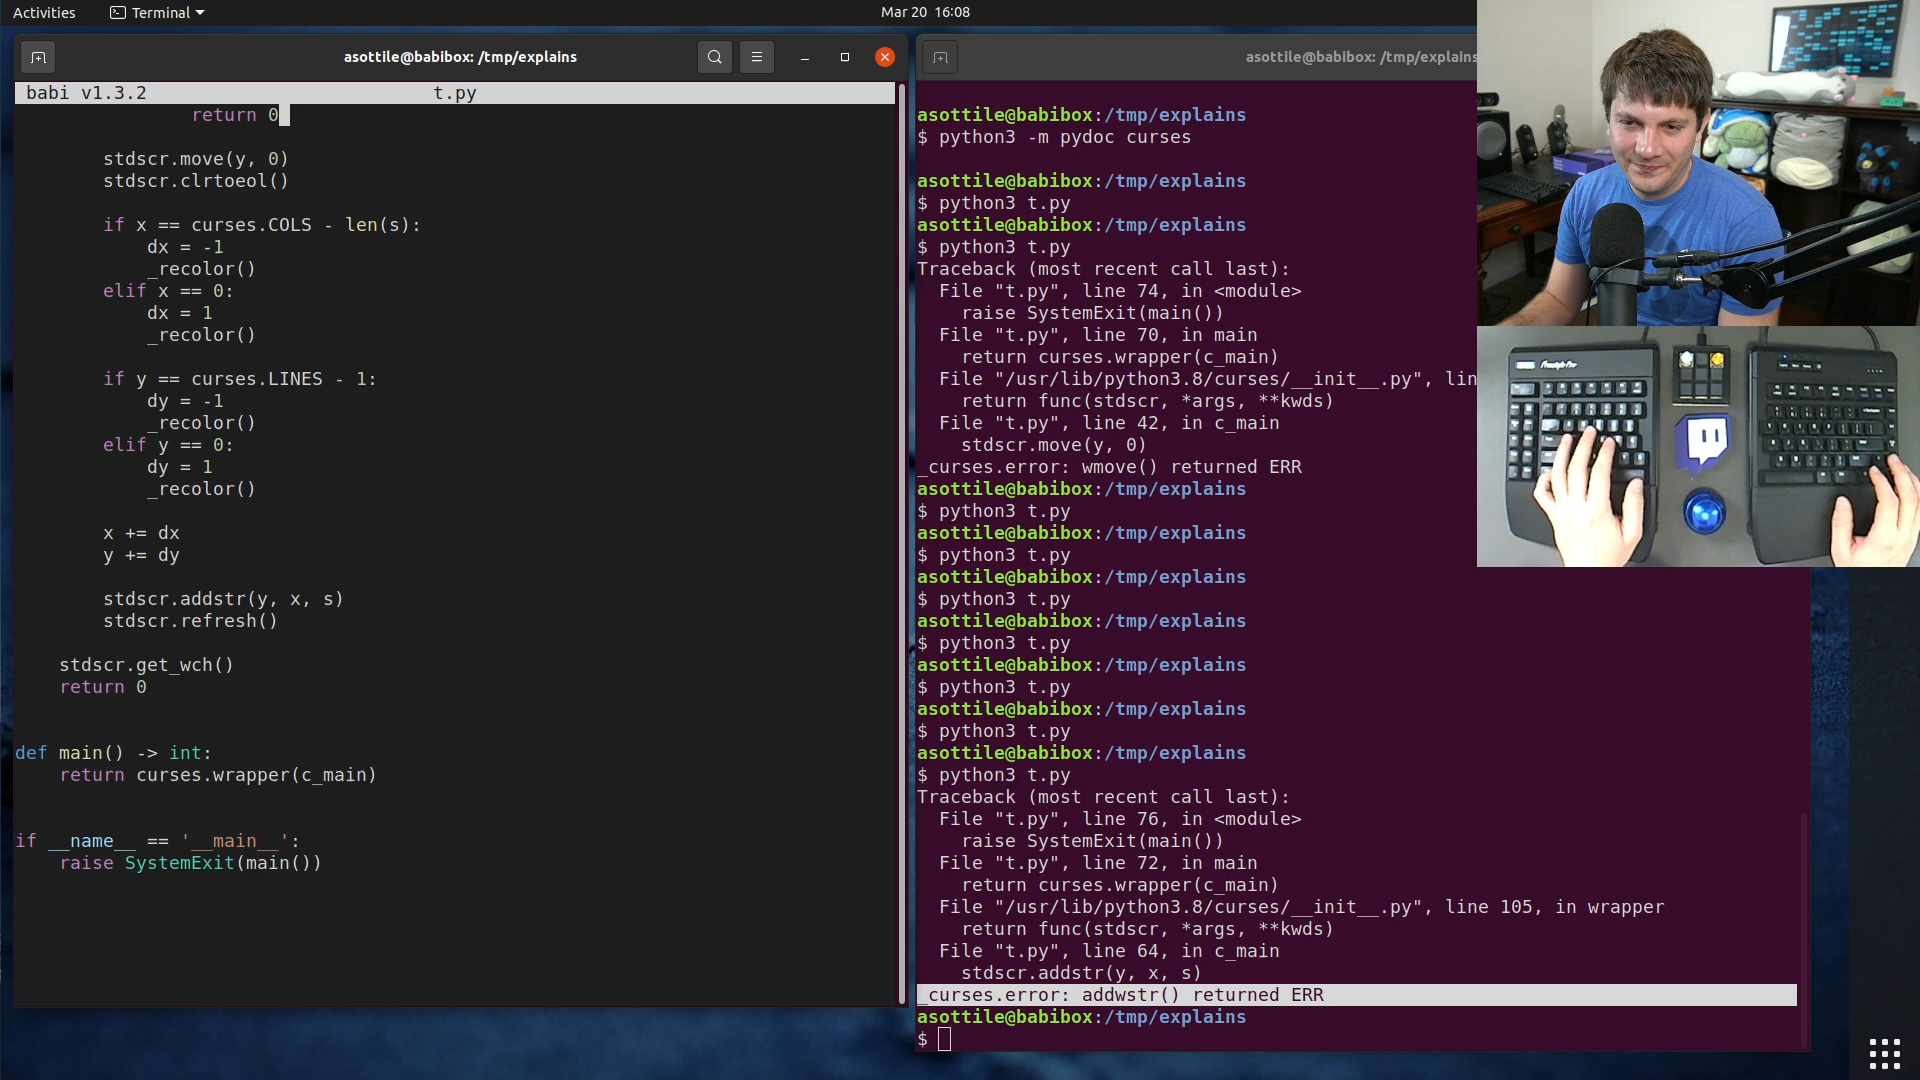 Activities
Terminal
Mar 20 16:08
asottile@babibox: /tmp/explains
babi v1.3.2 t.py
return 0
stdscr.move(y, 0)
stdscr.clrtoeol()
if x == curses.COLS - len(s):
dx = -1
_recolor()
elif x == 0:
dx = 1
_recolor()
if y == curses.LINES - 1:
dy = -1
_recolor()
elif y == 0:
dy = 1
_recolor()
x += dx
y += dy
stdscr.addstr(y, x, s)
stdscr.refresh()
stdscr.get_wch()
return 0
def main() -> int:
return curses.wrapper(c_main)
if __name__ == '__main__':
raise SystemExit(main())
asottile@babibox: /tmp/explains
asottile@babibox:/tmp/explains
$ python3 -m pydoc curses
asottile@babibox:/tmp/explains
$ python3 t.py
asottile@babibox:/tmp/explains
$ python3 t.py
Traceback (most recent call last):
File "t.py", line 74, in <module>
raise SystemExit(main())
File "t.py", line 70, in main
return curses.wrapper(c_main)
File "/usr/lib/python3.8/curses/__init__.py", lin
return func(stdscr, *args, **kwds)
File "t.py", line 42, in c_main
stdscr.move(y, 0)
_curses.error: wmove() returned ERR
asottile@babibox:/tmp/explains
$ python3 t.py
asottile@babibox:/tmp/explains
$ python3 t.py
asottile@babibox:/tmp/explains
$ python3 t.py
asottile@babibox:/tmp/explains
$ python3 t.py
asottile@babibox:/tmp/explains
$ python3 t.py
asottile@babibox:/tmp/explains
$ python3 t.py
asottile@babibox:/tmp/explains
$ python3 t.py
Traceback (most recent call last):
File "t.py", line 76, in <module>
raise SystemExit(main())
File "t.py", line 72, in main
return curses.wrapper(c_main)
File "/usr/lib/python3.8/curses/__init__.py", line 105, in wrapper
return func(stdscr, *args, **kwds)
File "t.py", line 64, in c_main
stdscr.addstr(y, x, s)
_curses.error: addwstr() returned ERR
asottile@babibox:/tmp/explains
$